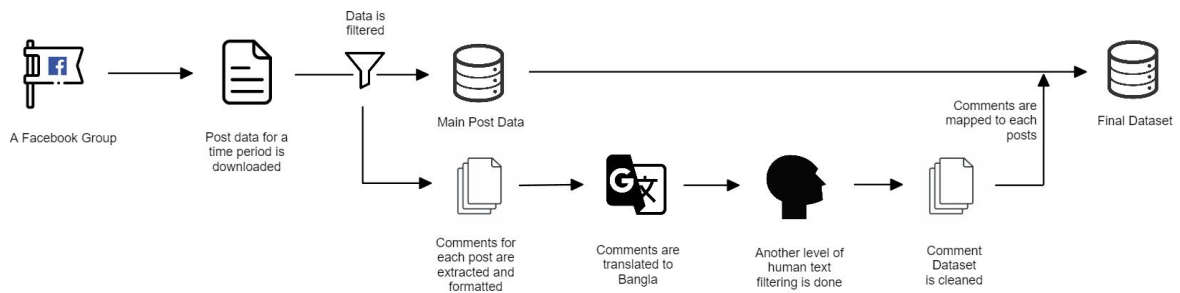 Data is
filtered
A Facebook Group
Post data for a
time period is
downloaded
Main Post Data
Comments are
mapped to each
posts
Final Dataset
Comments for
each post are
extracted and
formatted
G 文
Comments are
translated to
Bangla
Another level of
human text
filtering is done
Comment
Dataset
is cleaned